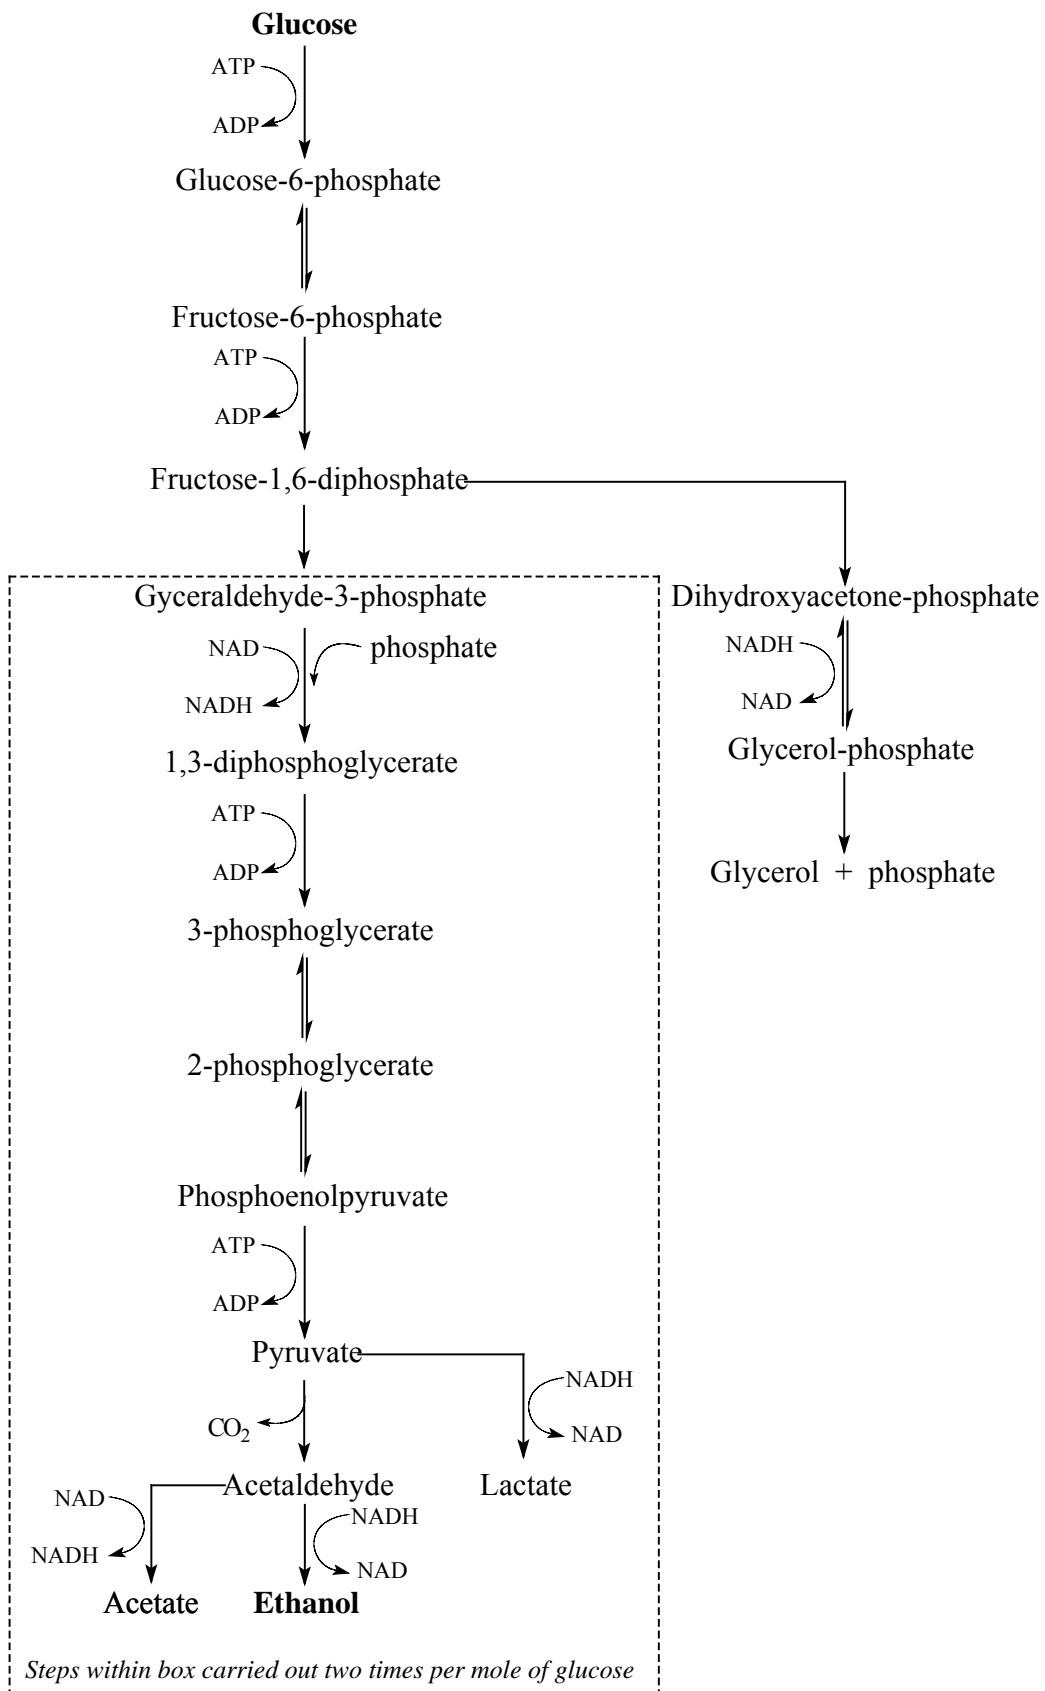 Glucose
ATP
ADP
Glucose-6-phosphate
Fructose-6-phosphate
ATP
ADP
Fructose-1,6-diphosphate
Gyceraldehyde-3-phosphate
Dihydroxyacetone-phosphate
NAD
phosphate
NADH
NADH
NAD
1,3-diphosphoglycerate
Glycerol-phosphate
ATP
ADP
Glycerol + phosphate
3-phosphoglycerate
2-phosphoglycerate
Phosphoenolpyruvate
ATP
ADP
Pyruvate
NADH
NAD
CO2
Acetaldehyde
Lactate
NAD
NADH
NADH
NAD
Acetate
Ethanol
Steps within box carried out two times per mole of glucose